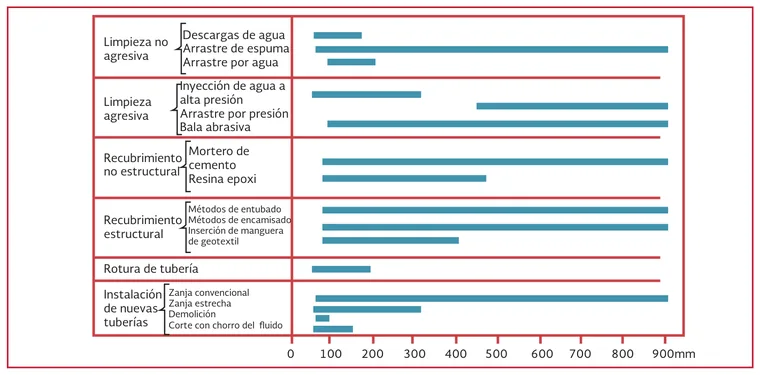 Limpieza no
agresiva
Descargas de agua
Arrastre de espuma
Arrastre por agua
Limpieza
agresiva
Inyección de agua a
alta presión
Arrastre por presión
Bala abrasiva
Recubrimiento
no estructural
Mortero de
cemento
Resina epoxi
Recubrimiento
estructural
Métodos de entubado
Métodos de encamisado
Inserción de manguera
de geotextil
Rotura de tubería
Instalación
de nuevas
tuberías
Zanja convencional
Zanja estrecha
Demolición
Corte con chorro del fluido
0 100 200 300 400 500 600 700 800 900mm